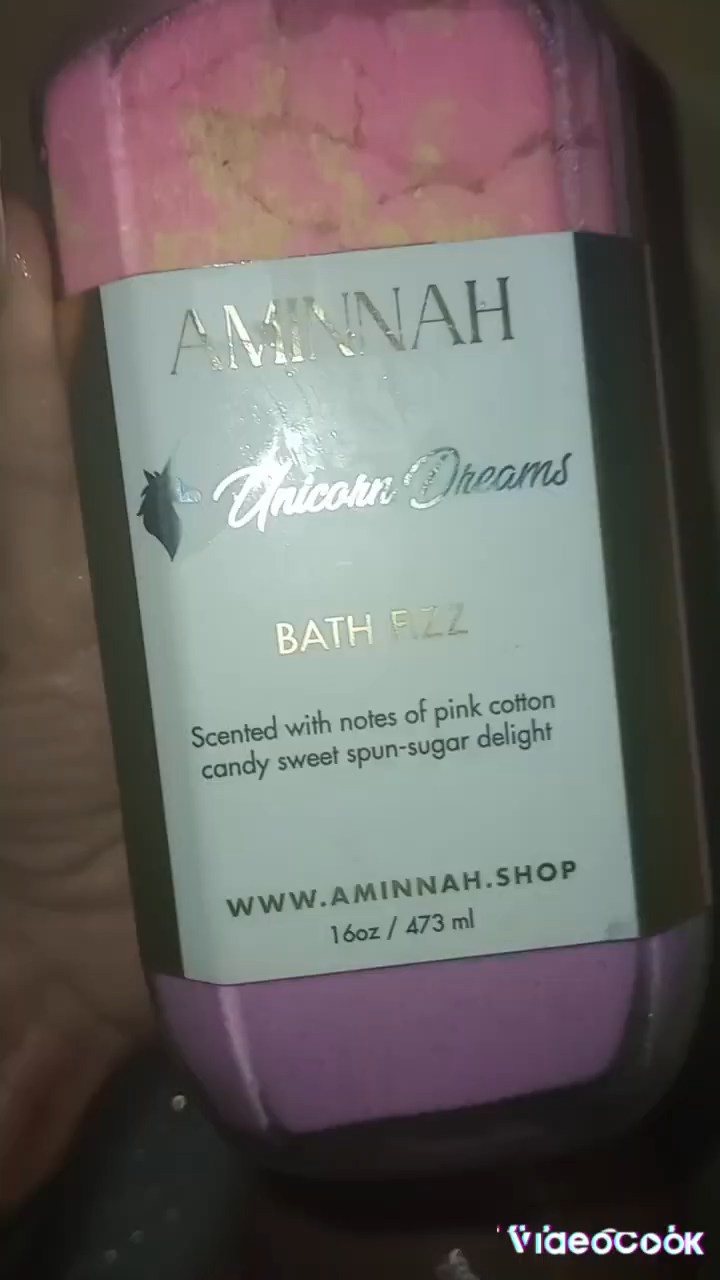 AMINNAH
Unicorn Dreams
BATH FIZZ
Scented with notes of pink cotton
candy sweet spun-sugar delight
WWW.AMINNAH.SHOP
16oz / 473 ml
VideoCook